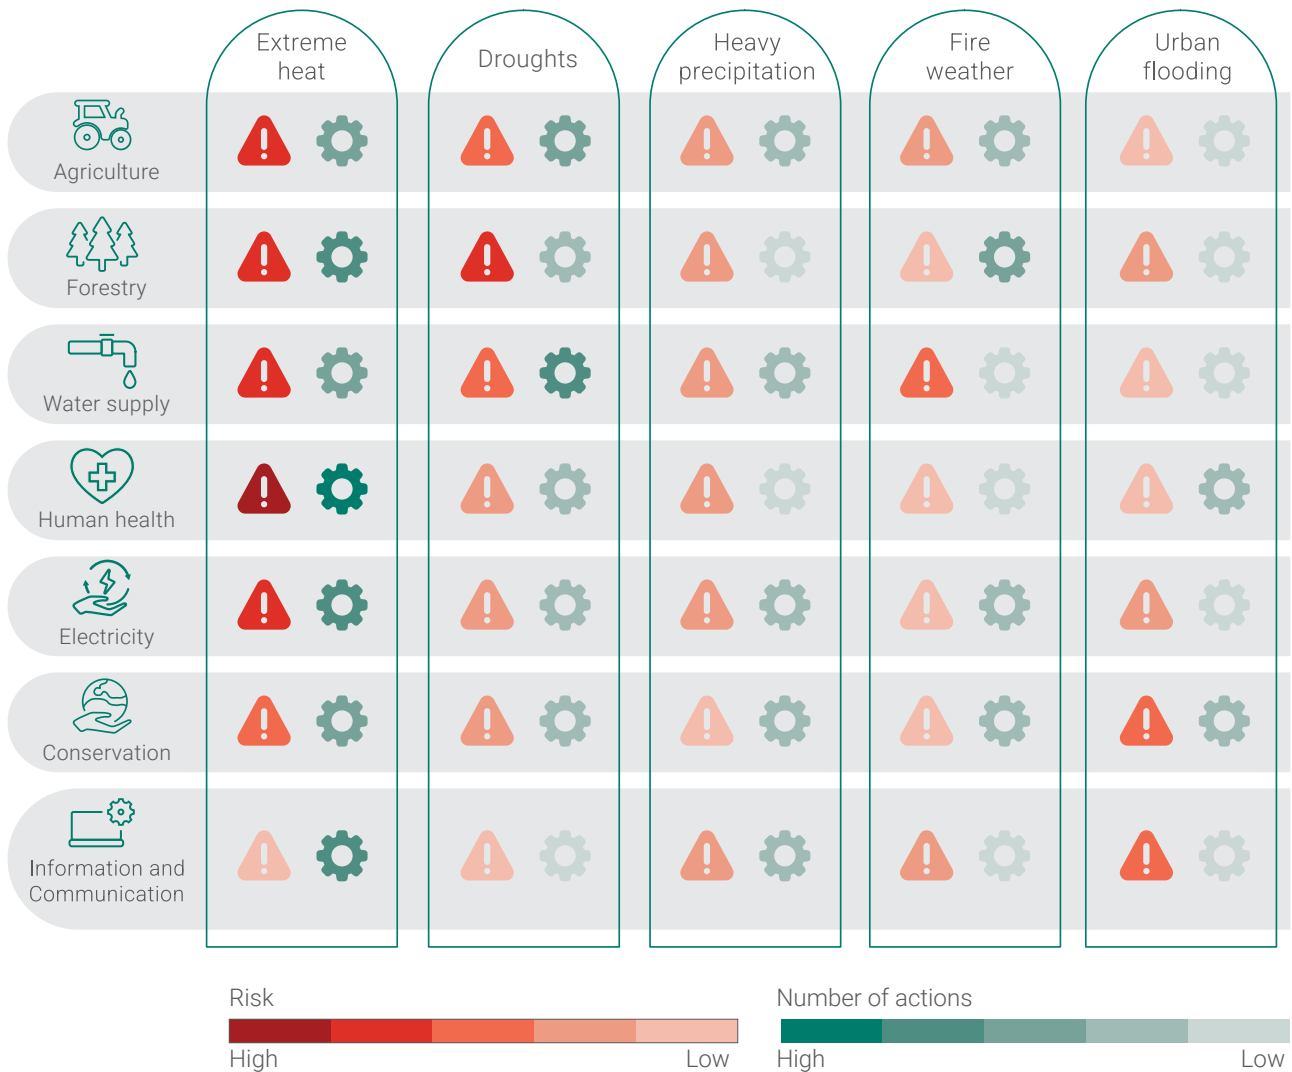 Extreme
heat
Droughts
Heavy
precipitation
Fire
weather
Urban
flooding
Agriculture
Forestry
Water supply
Human health
Electricity
Conservation
Information and
Communication
Risk
High
Low
Number of actions
High
Low